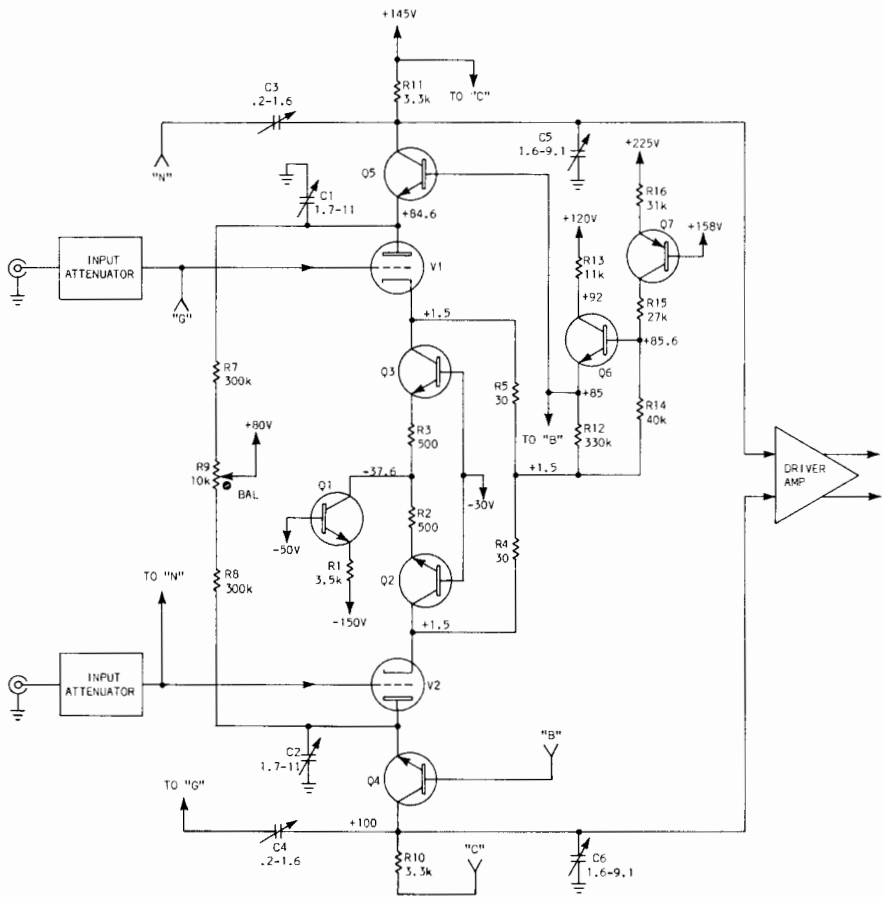 +145V
R11
3.3k
TO "C"
C3
.2-1.6
"N"
C5
1.6-9.1
+225V
R16
31k
Q5
C1
1.7-11
+84.6
Q7
+158V
+120V
R13
11k
+92
R15
27k
+85.6
Q6
INPUT
ATTENUATOR
"G"
V1
+1.5
Q3
R7
300k
R5
30
+85
TO "B"
R12
330k
R14
40k
R3
500
+80V
R9
10k
BAL
Q1
-37.6
-30V
+1.5
DRIVER
AMP
R2
500
-50V
R1
3.5k
-150V
R4
30
Q2
TO "N"
R8
300k
+1.5
INPUT
ATTENUATOR
V2
C2
1.7-11
"B"
Q4
TO "G"
+100
C4
.2-1.6
R10
3.3k
"C"
C6
1.6-9.1